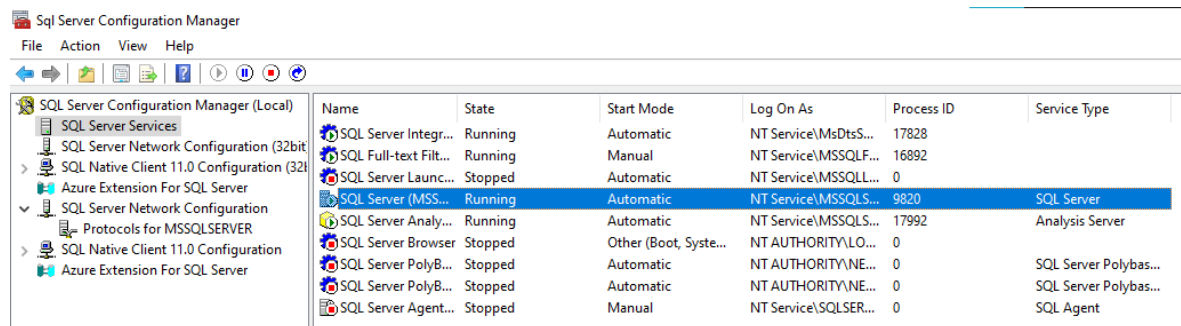 Sql Server Configuration Manager
File Action View Help
SQL Server Configuration Manager (Local)
SQL Server Services
SQL Server Network Configuration (32bit
SQL Native Client 11.0 Configuration (32
Azure Extension For SQL Server
SQL Server Network Configuration
Protocols for MSSQLSERVER
SQL Native Client 11.0 Configuration
Azure Extension For SQL Server
Name State Start Mode Log On As Process ID Service Type
SQL Server Integr... Running Automatic NT Service\MsDtsS... 17828
SQL Full-text Filt... Running Manual NT Service\MSSQLF... 16892
SQL Server Launc... Stopped Automatic NT Service\MSSQLL... 0
SQL Server (MSS... Running Automatic NT Service\MSSQLS... 9820 SQL Server
SQL Server Analy... Running Automatic NT Service\MSSQLS... 17992 Analysis Server
SQL Server Browser Stopped Other (Boot, Syste... NT AUTHORITY\LO... 0
SQL Server PolyB... Stopped Automatic NT AUTHORITY\NE... 0 SQL Server Polybas...
SQL Server PolyB... Stopped Automatic NT AUTHORITY\NE... 0 SQL Server Polybas...
SQL Server Agent... Stopped Manual NT Service\SQLSER... 0 SQL Agent